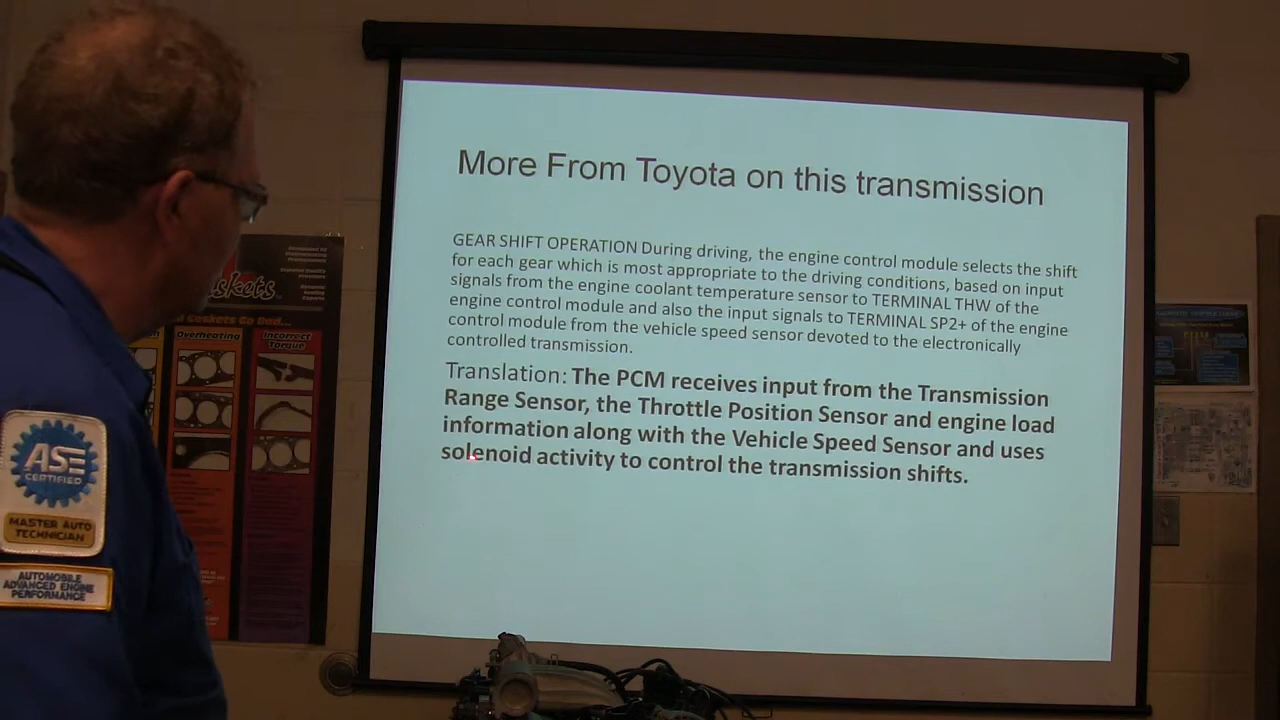 More From Toyota on this transmission
GEAR SHIFT OPERATION During driving, the engine control module selects the shift
for each gear which is most appropriate to the driving conditions, based on input
signals from the engine coolant temperature sensor to TERMINAL THW of the
engine control module and also the input signals to TERMINAL SP2+ of the engine
control module from the vehicle speed sensor devoted to the electronically
controlled transmission.
Translation: The PCM receives input from the Transmission
Range Sensor, the Throttle Position Sensor and engine load
information along with the Vehicle Speed Sensor and uses
solenoid activity to control the transmission shifts.
ASE
CERTIFIED
MASTER AUTO
TECHNICIAN
AUTOMOBILE
ADVANCED ENGINE
PERFORMANCE
Gaskets Go Bad...
Overheating
Incorrect
Torque